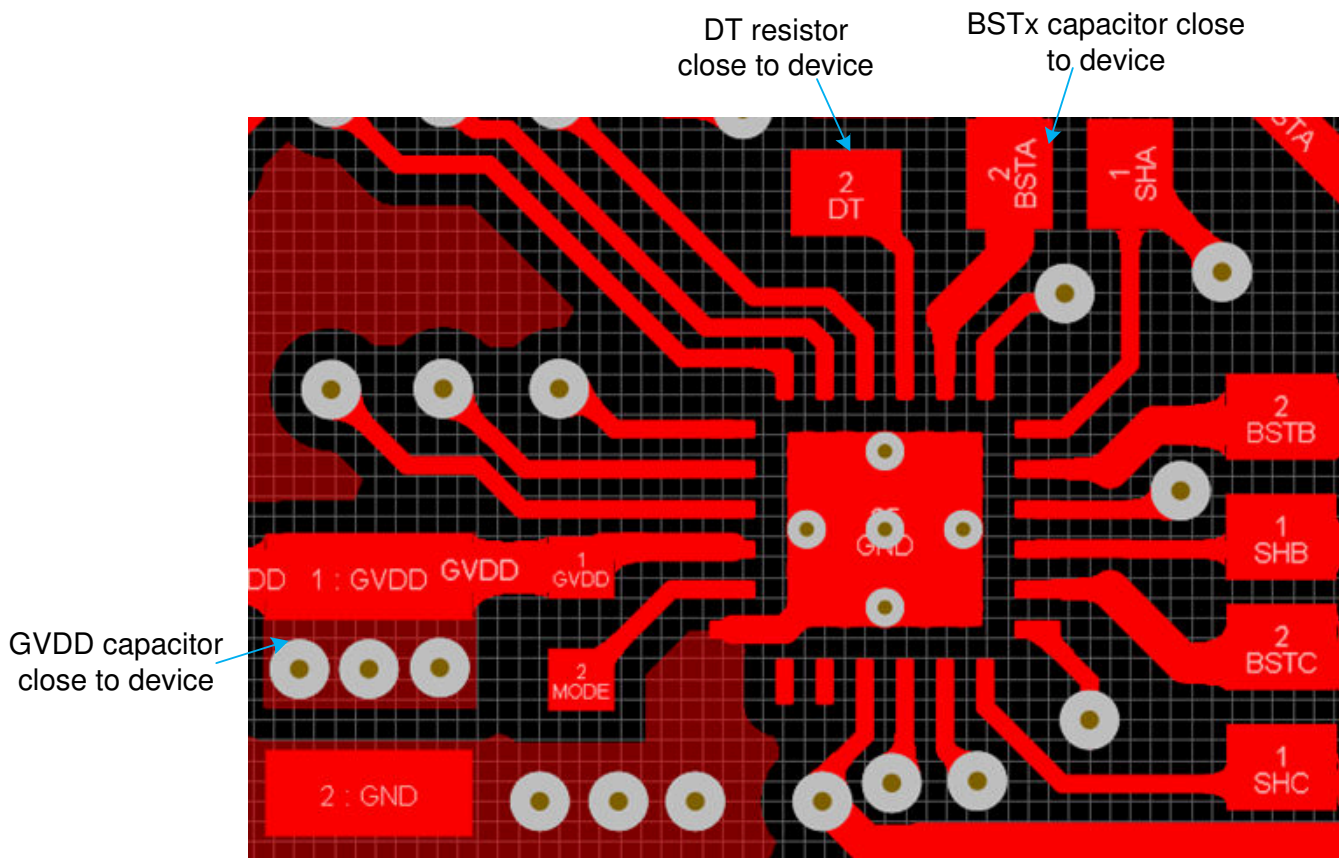 DT resistor
close to device
BSTx capacitor close
to device
2
DT
2
BSTA
1
SHA
STA
2
BSTB
1
SHB
GND
DD
1 : GVDD
GVDD
1
GVDD
GVDD capacitor
close to device
2
MODE
2
BSTC
2 : GND
1
SHC